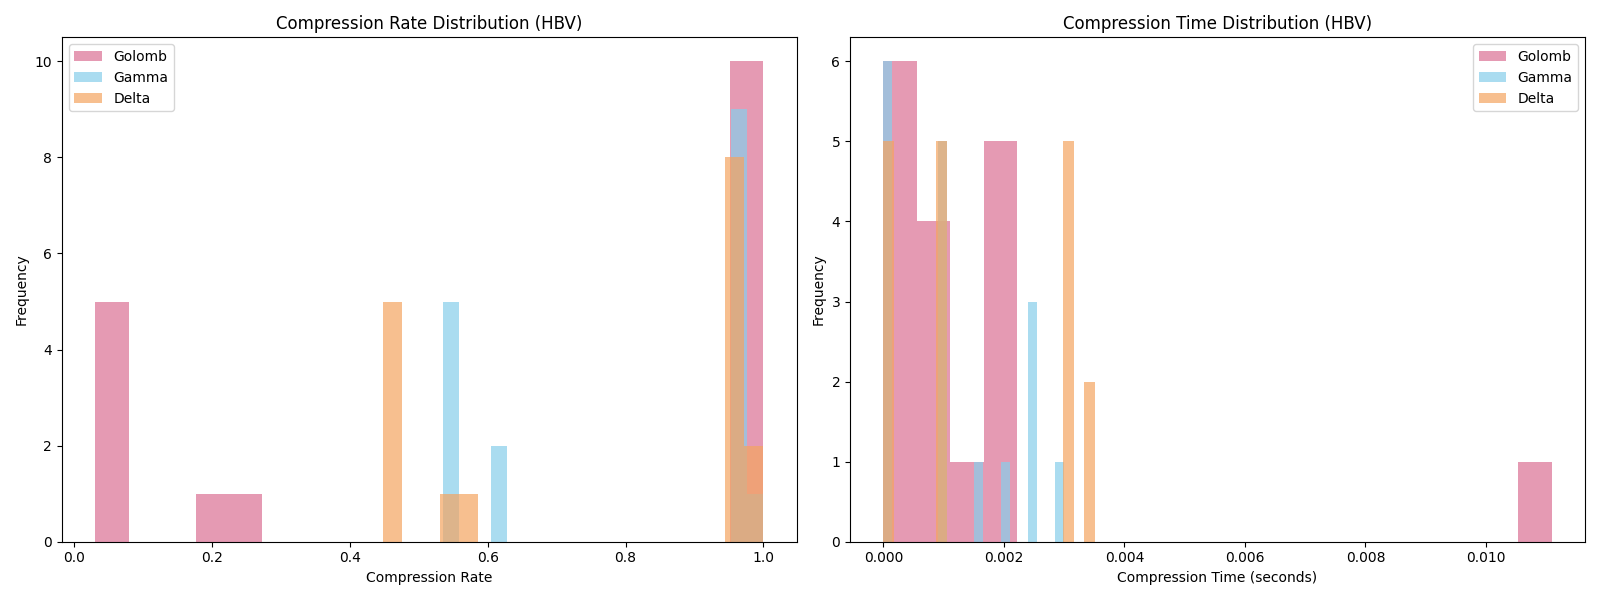 Compression Rate Distribution (HBV)
Golomb
Gamma
Delta
10
8
6
4
2
0
Frequency
0.0 0.2 0.4 0.6 0.8 1.0
Compression Rate
Compression Time Distribution (HBV)
Golomb
Gamma
Delta
6
5
4
3
2
1
0
Frequency
0.000 0.002 0.004 0.006 0.008 0.010
Compression Time (seconds)